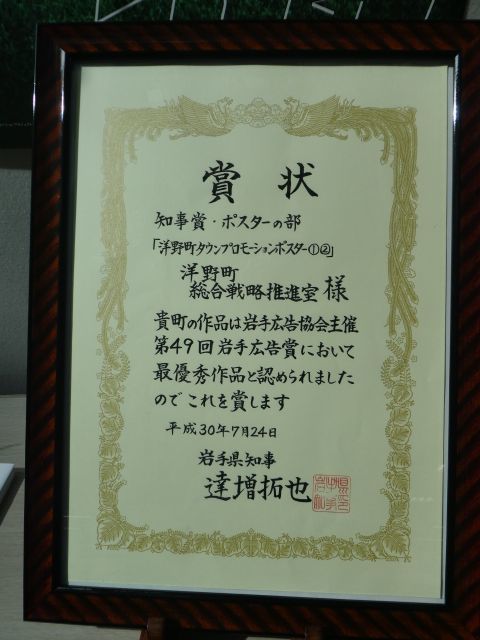 賞状
知事賞・ポスターの部
「洋野町タウンプロモーションポスター①②」
洋野町
総合戦略推進室 様
貴町の作品は岩手広告協会主催
第49回岩手広告賞において
最優秀作品と認められました
のでこれを賞します
平成30年7月24日
岩手県知事
達増拓也